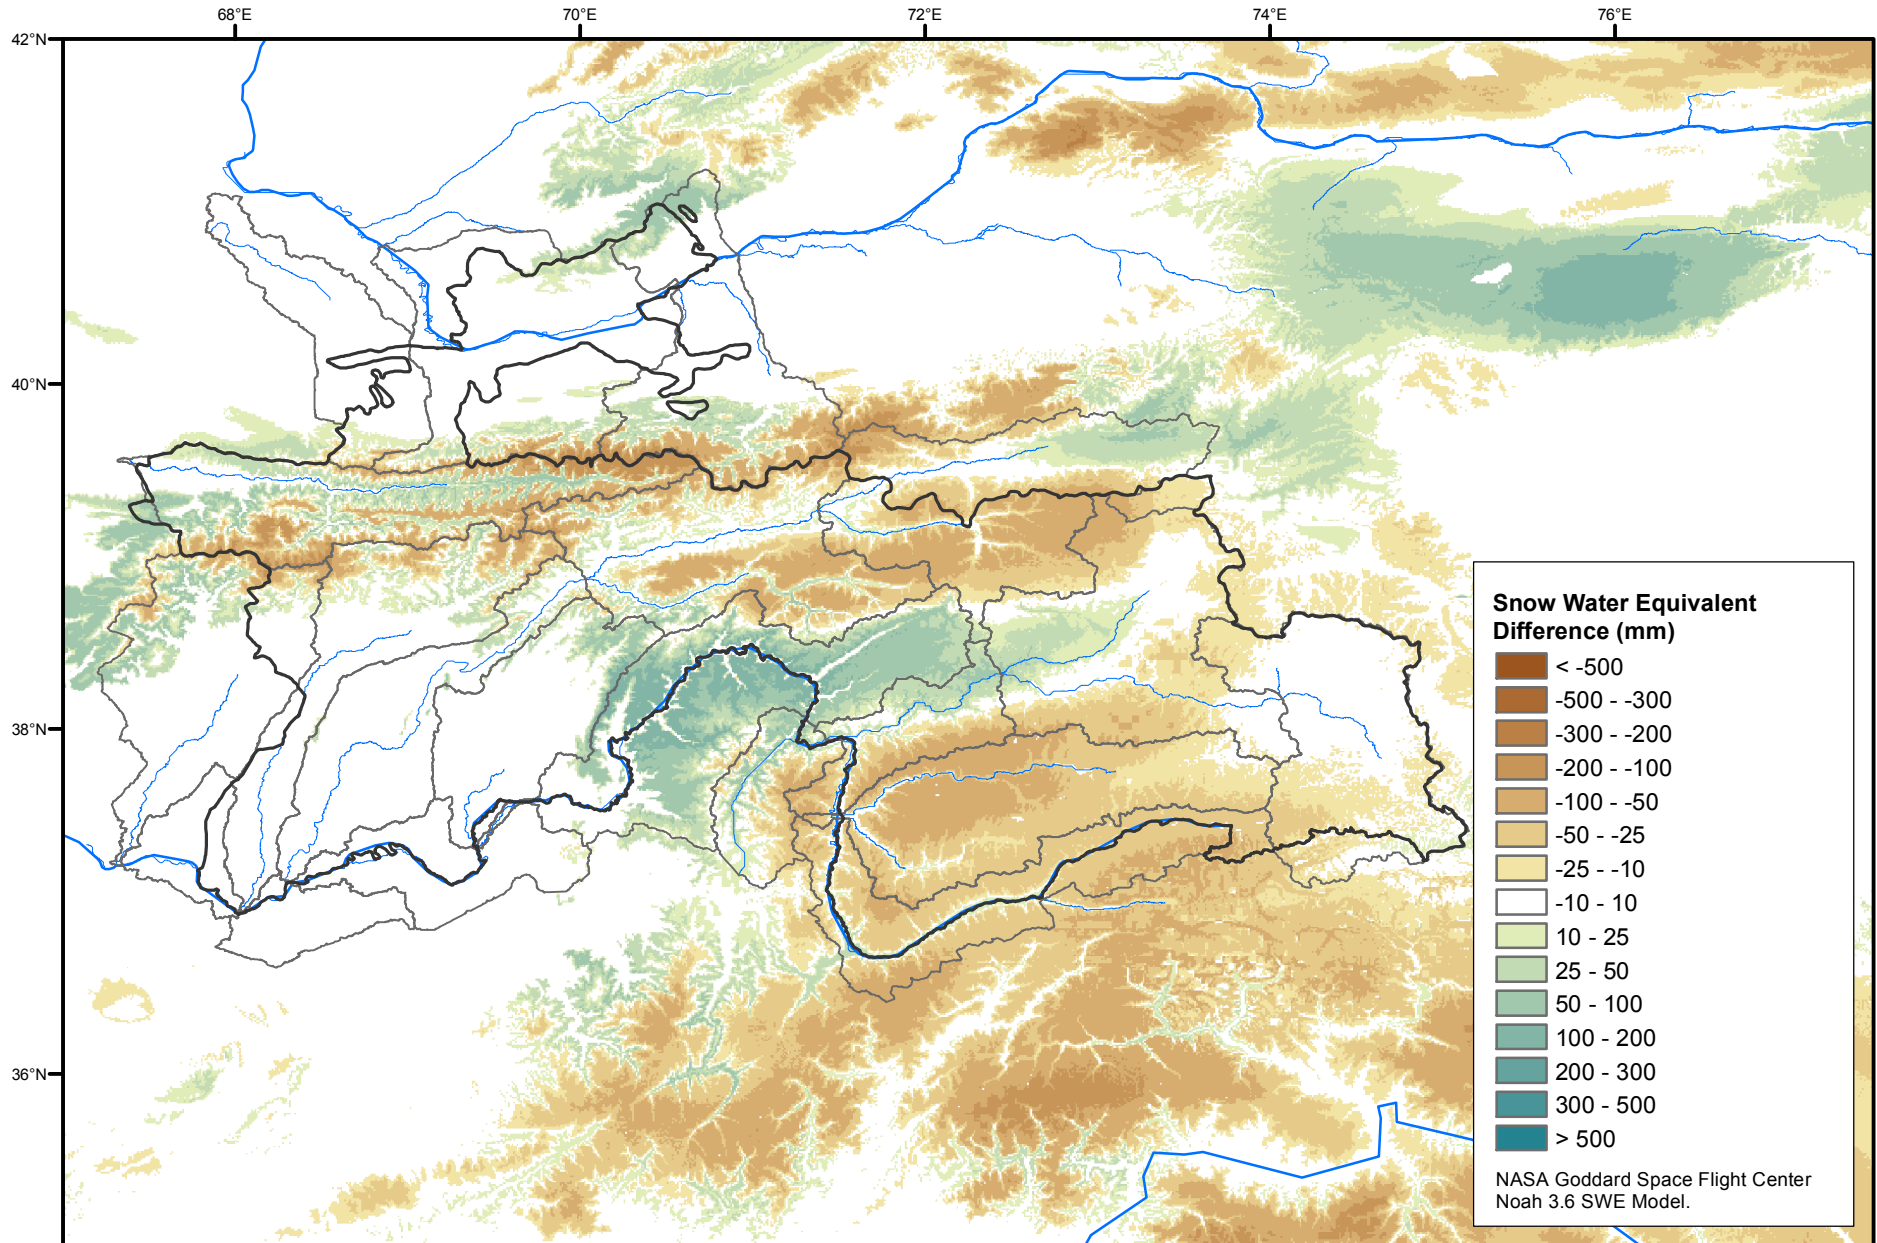 68°E
70°E
72°E
74°E
76°E
42°N
40°N
38°N
36°N
Snow Water Equivalent
Difference (mm)
< -500
-500 - -300
-300 - -200
-200 - -100
-100 - -50
-50 - -25
-25 - -10
-10 - 10
10 - 25
25 - 50
50 - 100
100 - 200
200 - 300
300 - 500
> 500
NASA Goddard Space Flight Center
Noah 3.6 SWE Model.